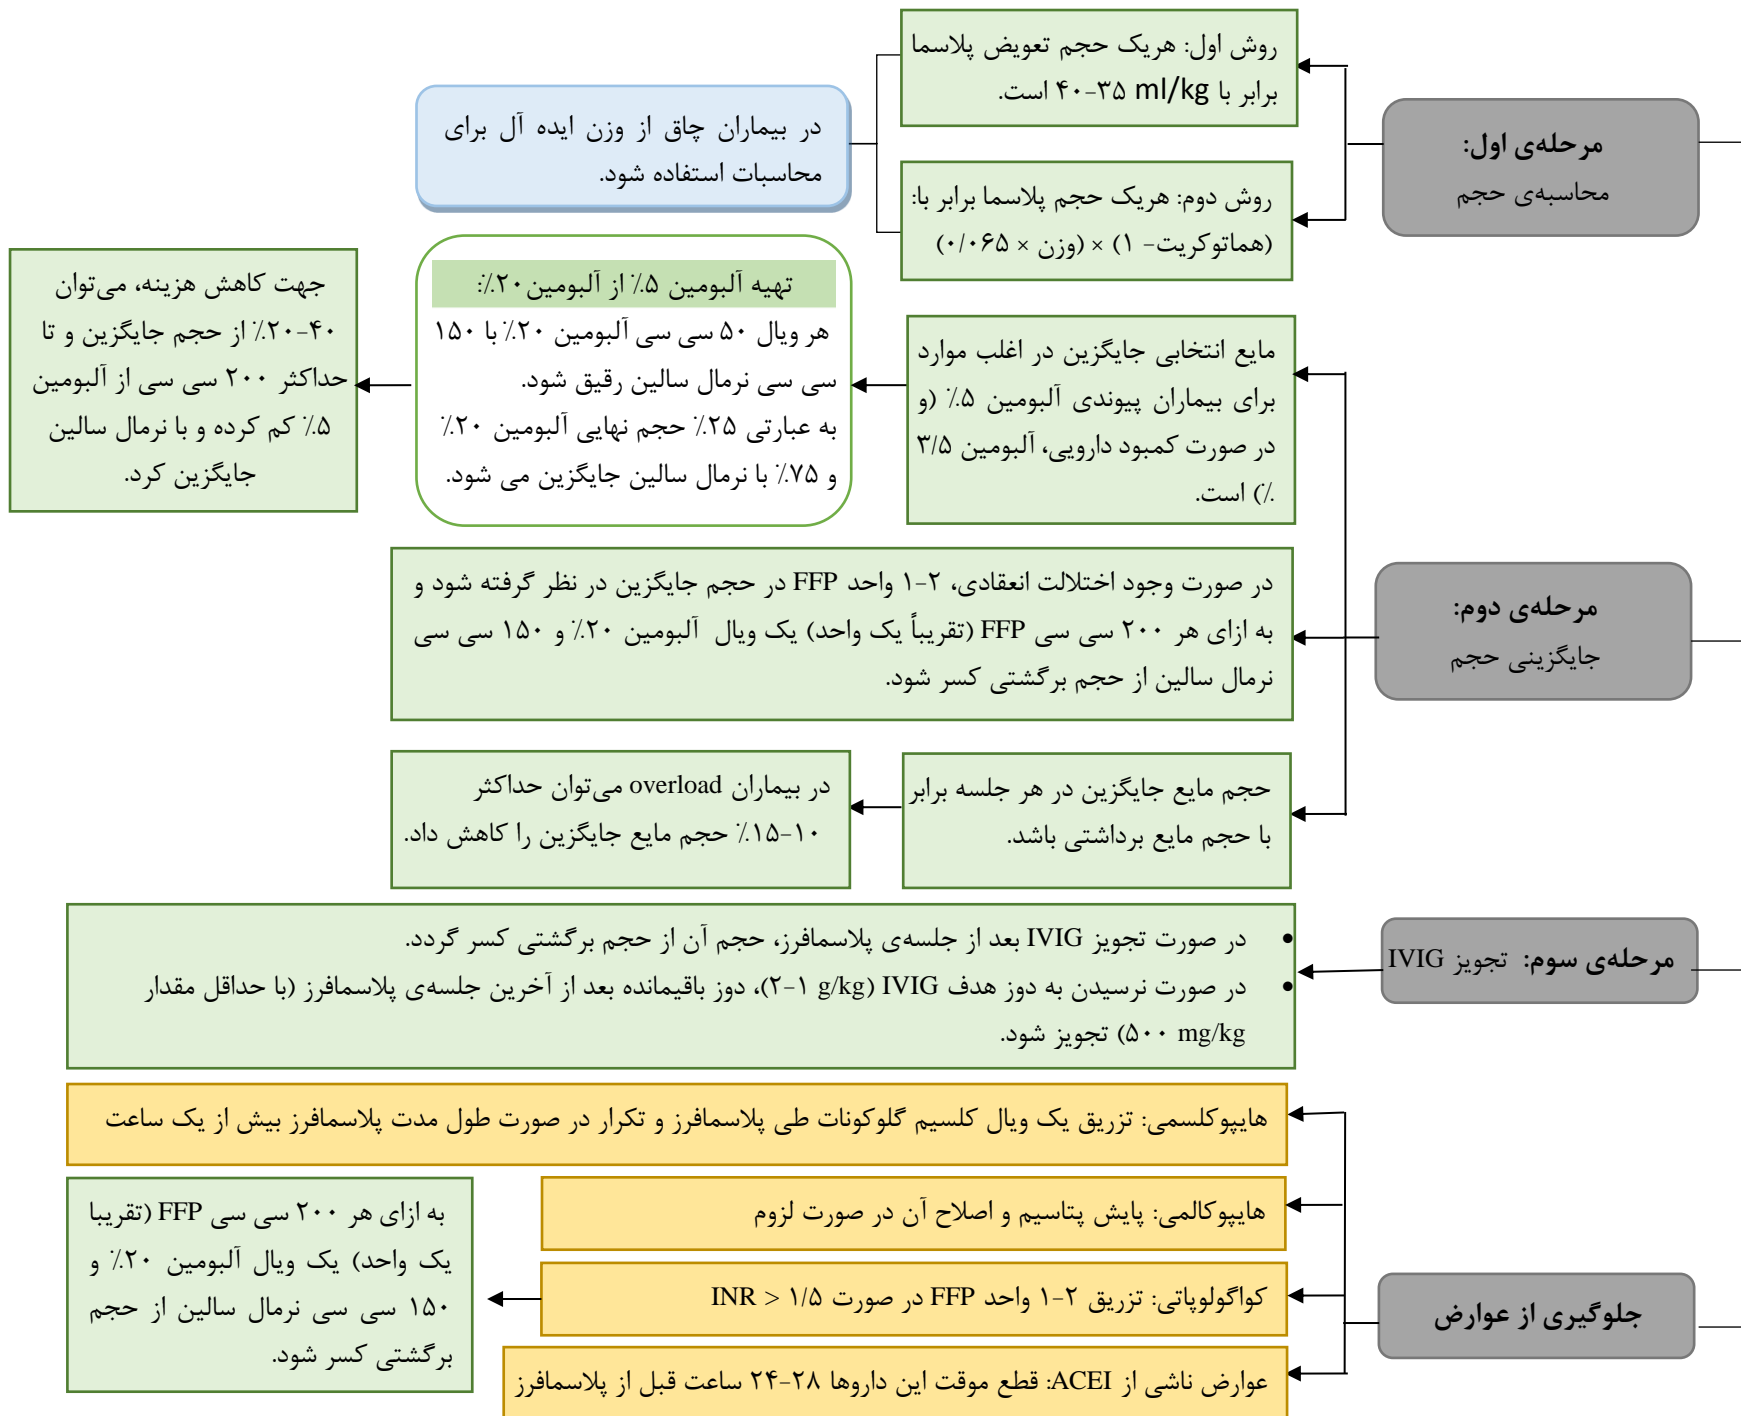 مرحله‌ی اول:
محاسبه‌ی حجم
روش اول: هریک حجم تعویض پلاسما
برابر با ۳۵-۴۰ ml/kg است.
روش دوم: هریک حجم پلاسما برابر با:
(هماتوکریت- ۱) × (وزن × ۰/۰۶۵)
در بیماران چاق از وزن ایده آل برای
محاسبات استفاده شود.
مرحله‌ی دوم:
جایگزینی حجم
مایع انتخابی جایگزین در اغلب موارد
برای بیماران پیوندی آلبومین ۵٪ (و
در صورت کمبود دارویی، آلبومین ۳/۵
٪) است.
تهیه آلبومین ۵٪ از آلبومین۲۰٪:
هر ویال ۵۰ سی سی آلبومین ۲۰٪ با ۱۵۰
سی سی نرمال سالین رقیق شود.
به عبارتی ۲۵٪ حجم نهایی آلبومین ۲۰٪
و ۷۵٪ با نرمال سالین جایگزین می شود.
جهت کاهش هزینه، می‌توان
۲۰-۴۰٪ از حجم جایگزین و تا
حداکثر ۲۰۰ سی سی از آلبومین
۵٪ کم کرده و با نرمال سالین
جایگزین کرد.
در صورت وجود اختلالت انعقادی، ۱-۲ واحد FFP در حجم جایگزین در نظر گرفته شود و
به ازای هر ۲۰۰ سی سی FFP (تقریباً یک واحد) یک ویال آلبومین ۲۰٪ و ۱۵۰ سی سی
نرمال سالین از حجم برگشتی کسر شود.
حجم مایع جایگزین در هر جلسه برابر
با حجم مایع برداشتی باشد.
در بیماران overload می‌توان حداکثر
۱۰-۱۵٪ حجم مایع جایگزین را کاهش داد.
مرحله‌ی سوم: تجویز IVIG
• در صورت تجویز IVIG بعد از جلسه‌ی پلاسمافرز، حجم آن از حجم برگشتی کسر گردد.
• در صورت نرسیدن به دوز هدف IVIG (۱-۲ g/kg)، دوز باقیمانده بعد از آخرین جلسه‌ی پلاسمافرز (با حداقل مقدار
۵۰۰ mg/kg) تجویز شود.
جلوگیری از عوارض
هایپوکلسمی: تزریق یک ویال کلسیم گلوکونات طی پلاسمافرز و تکرار در صورت طول مدت پلاسمافرز بیش از یک ساعت
هایپوکالمی: پایش پتاسیم و اصلاح آن در صورت لزوم
کواگولوپاتی: تزریق ۱-۲ واحد FFP در صورت INR > ۱/۵
به ازای هر ۲۰۰ سی سی FFP (تقریبا
یک واحد) یک ویال آلبومین ۲۰٪ و
۱۵۰ سی سی نرمال سالین از حجم
برگشتی کسر شود.
عوارض ناشی از ACEI: قطع موقت این داروها ۲۴-۲۸ ساعت قبل از پلاسمافرز